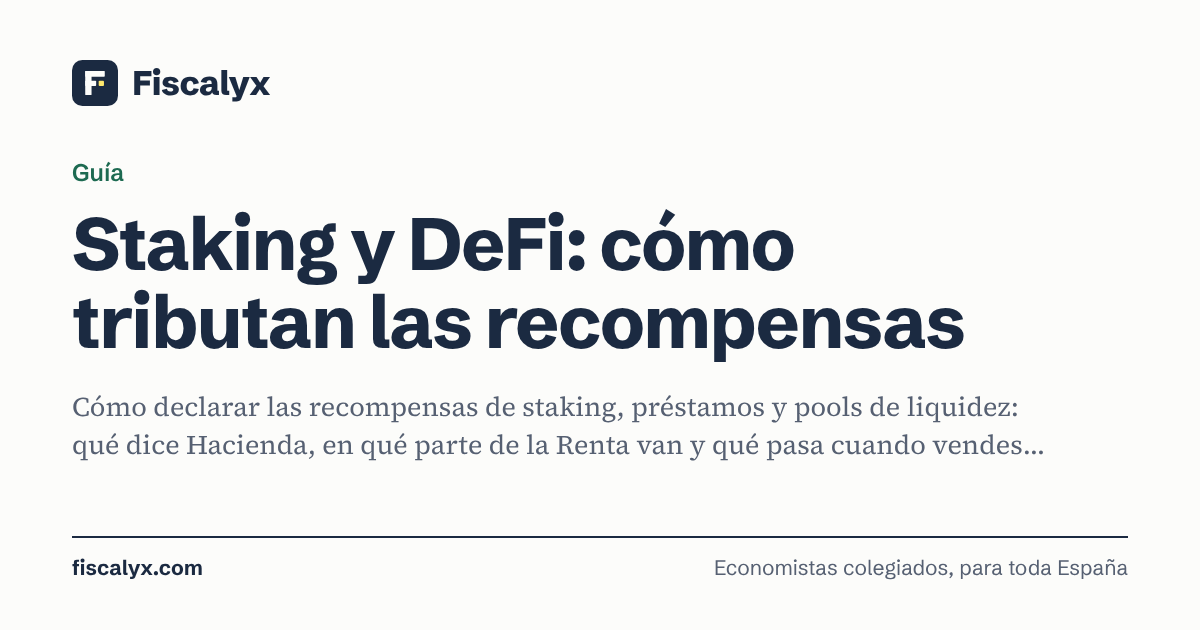 Fiscalyx
Guía
Staking y DeFi: cómo
tributan las recompensas
Cómo declarar las recompensas de staking, préstamos y pools de liquidez:
qué dice Hacienda, en qué parte de la Renta van y qué pasa cuando vendes…
fiscalyx.com
Economistas colegiados, para toda España